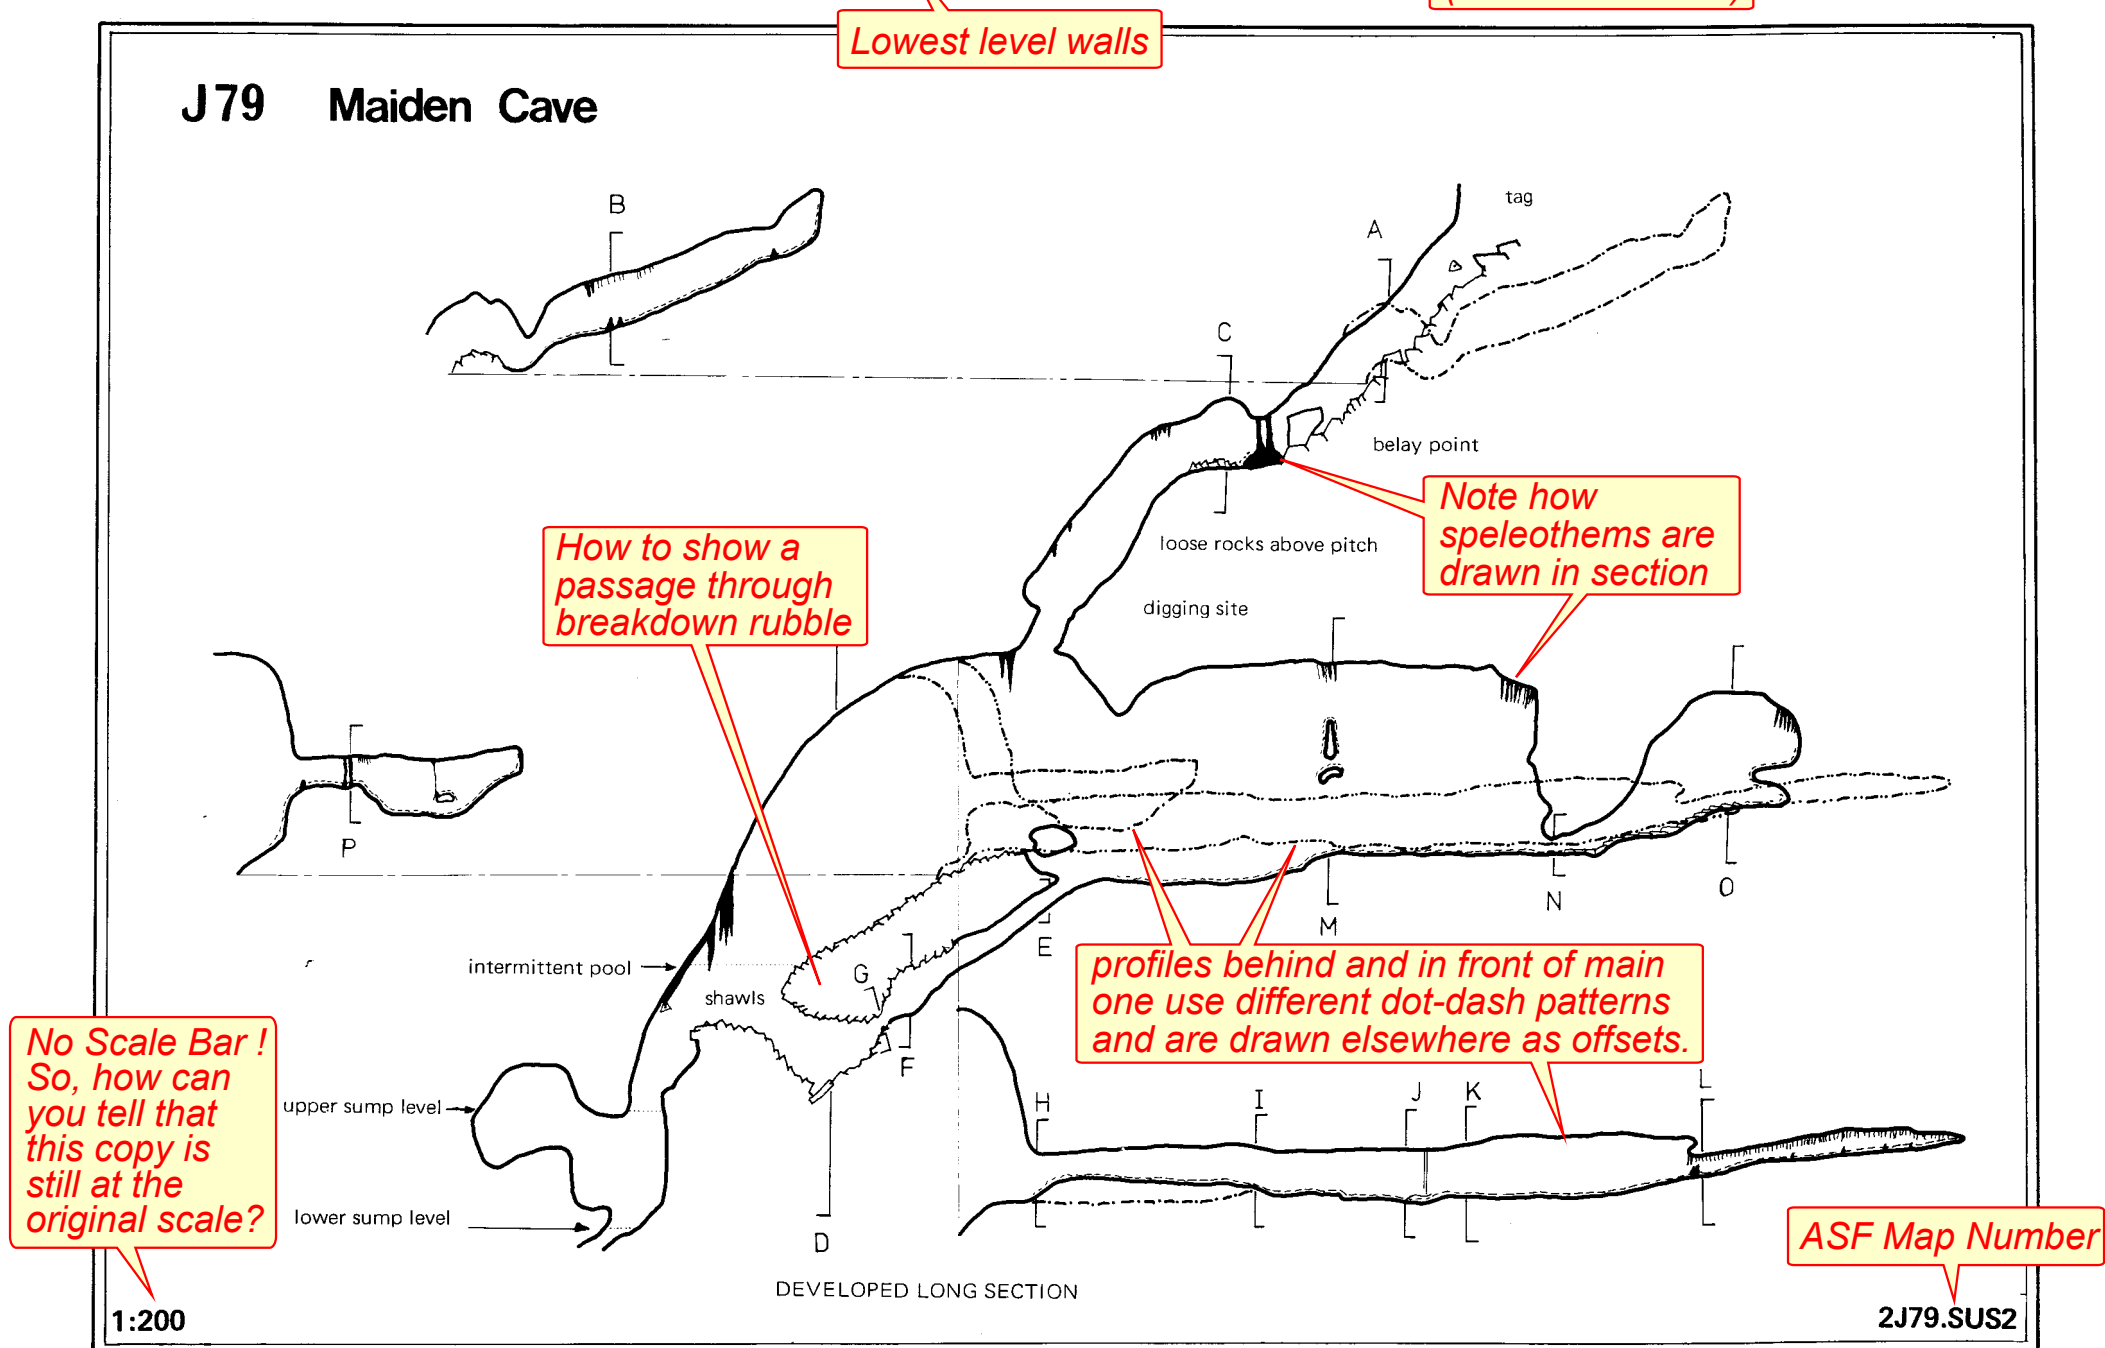 Lowest level walls
J79 Maiden Cave
B
tag
A
C
belay point
Note how
speleothems are
drawn in section
How to show a
passage through
breakdown rubble
loose rocks above pitch
digging site
P
O
N
M
E
intermittent pool
G
shawls
profiles behind and in front of main
one use different dot-dash patterns
and are drawn elsewhere as offsets.
No Scale Bar !
So, how can
you tell that
this copy is
still at the
original scale?
F
upper sump level
H
I
J
K
L
lower sump level
D
ASF Map Number
DEVELOPED LONG SECTION
1:200
2J79.SUS2